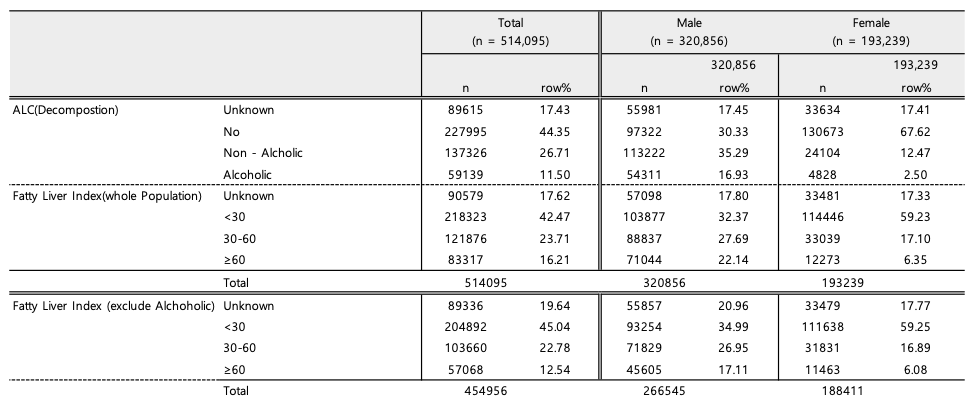 Total Male Female
(n = 514,095) (n = 320,856) (n = 193,239)
320,856 193,239
n row% n row% n row%
ALC(Decompostion) Unknown 89615 17.43 55981 17.45 33634 17.41
No 227995 44.35 97322 30.33 130673 67.62
Non - Alcholic 137326 26.71 113222 35.29 24104 12.47
Alcoholic 59139 11.50 54311 16.93 4828 2.50
Fatty Liver Index(whole Population) Unknown 90579 17.62 57098 17.80 33481 17.33
<30 218323 42.47 103877 32.37 114446 59.23
30-60 121876 23.71 88837 27.69 33039 17.10
≥60 83317 16.21 71044 22.14 12273 6.35
Total 514095 320856 193239
Fatty Liver Index (exclude Alchoholic) Unknown 89336 19.64 55857 20.96 33479 17.77
<30 204892 45.04 93254 34.99 111638 59.25
30-60 103660 22.78 71829 26.95 31831 16.89
≥60 57068 12.54 45605 17.11 11463 6.08
Total 454956 266545 188411